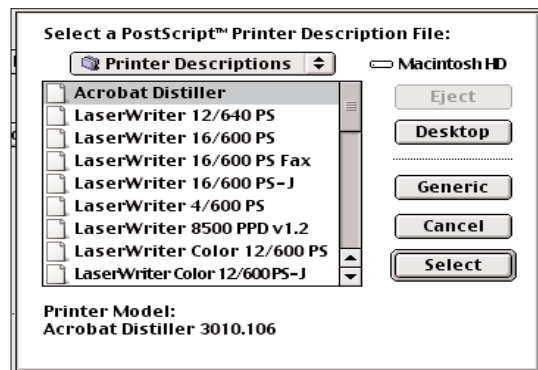 Select a PostScript™ Printer Description File:
Printer Descriptions
Macintosh HD
Acrobat Distiller
LaserWriter 12/640 PS
LaserWriter 16/600 PS
LaserWriter 16/600 PS Fax
LaserWriter 16/600 PS-J
LaserWriter 4/600 PS
LaserWriter 8500 PPD v1.2
LaserWriter Color 12/600 PS
LaserWriter Color 12/600 PS-J
Eject
Desktop
Generic
Cancel
Select
Printer Model:
Acrobat Distiller 3010.106